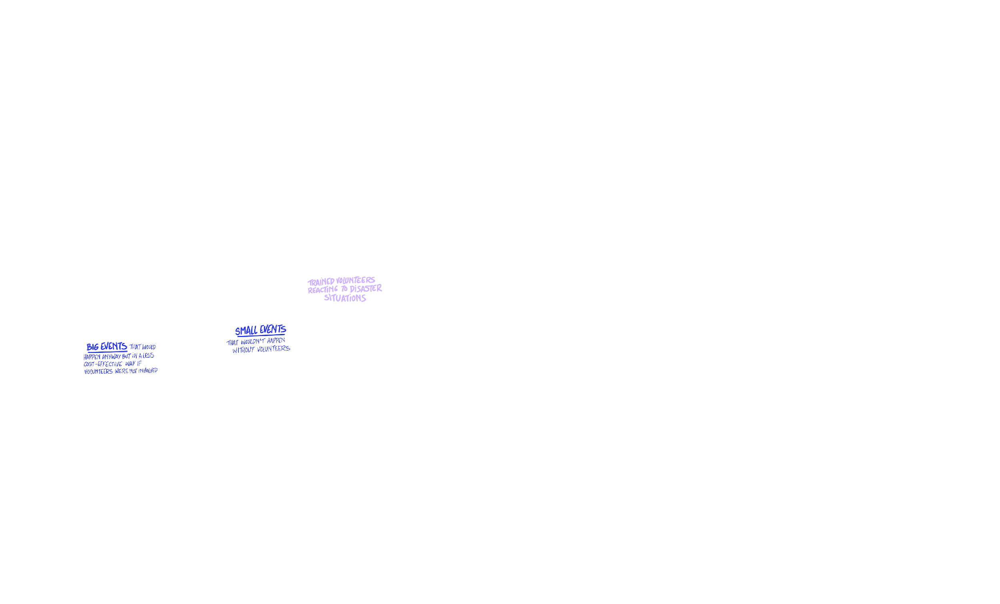 TRAINED VOLUNTEERS
REACTING TO DISASTER
SITUATIONS
SMALL EVENTS
THAT WOULDN'T HAPPEN
WITHOUT VOLUNTEERS
BIG EVENTS THAT WOULD
HAPPEN ANYWAY BUT IN A LESS
COST-EFFECTIVE WAY IF
VOLUNTEERS WERE NOT INVOLVED